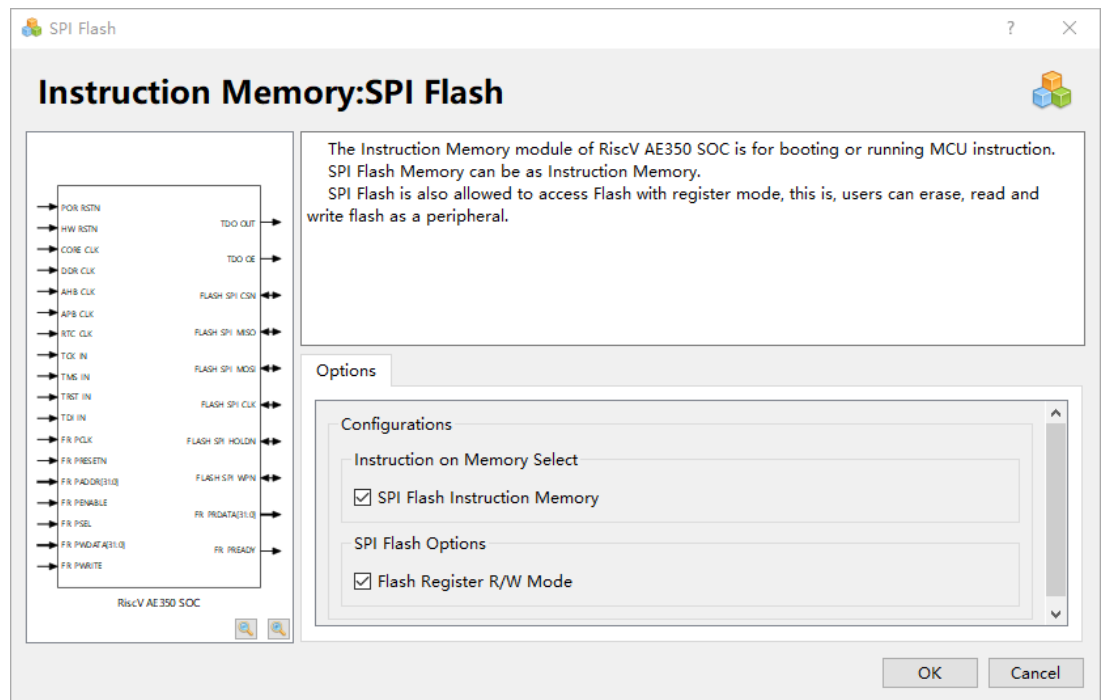 SPI Flash
?
Instruction Memory:SPI Flash
POR RSTN
HW RSTN
CORE CLK
DDR CLK
AHB CLK
APB CLK
RTC CLK
TCK IN
TMS IN
TRST IN
TDI IN
FR PCLK
FR PRESETN
FR PADDR[31:0]
FR PENABLE
FR PSEL
FR PWDATA[31:0]
FR PWRITE
TDO OUT
TDO OE
FLASH SPI CSN
FLASH SPI MISO
FLASH SPI MOSI
FLASH SPI CLK
FLASH SPI HOLDN
FLASH SPI WPN
FR PRDATA[31:0]
FR PREADY
RiscV AE350 SOC
The Instruction Memory module of RiscV AE350 SOC is for booting or running MCU instruction.
SPI Flash Memory can be as Instruction Memory.
SPI Flash is also allowed to access Flash with register mode, this is, users can erase, read and
write flash as a peripheral.
Options
Configurations
Instruction on Memory Select
SPI Flash Instruction Memory
SPI Flash Options
Flash Register R/W Mode
OK
Cancel